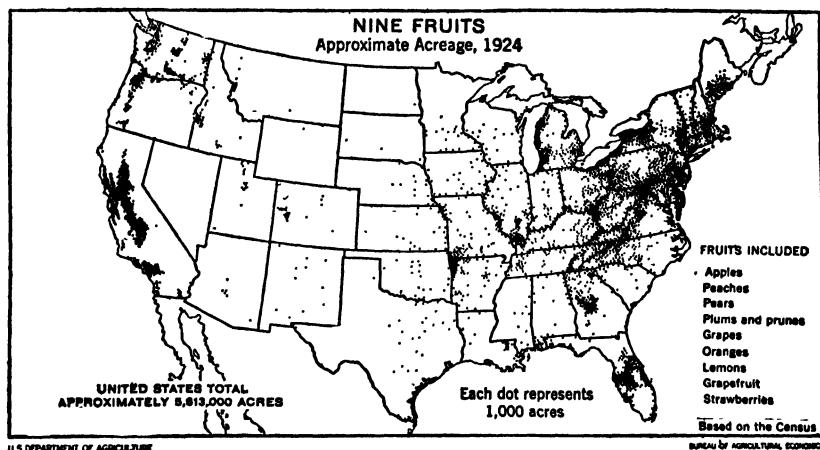 NINE FRUITS
Approximate Acreage, 1924
FRUITS INCLUDED
Apples
Peaches
Pears
Plums and prunes
Grapes
Oranges
Lemons
Grapefruit
Strawberries
Based on the Census
UNITED STATES TOTAL
APPROXIMATELY 5,613,000 ACRES
Each dot represents
1,000 acres
U.S. DEPARTMENT OF AGRICULTURE
BUREAU OF AGRICULTURAL ECONOMIC